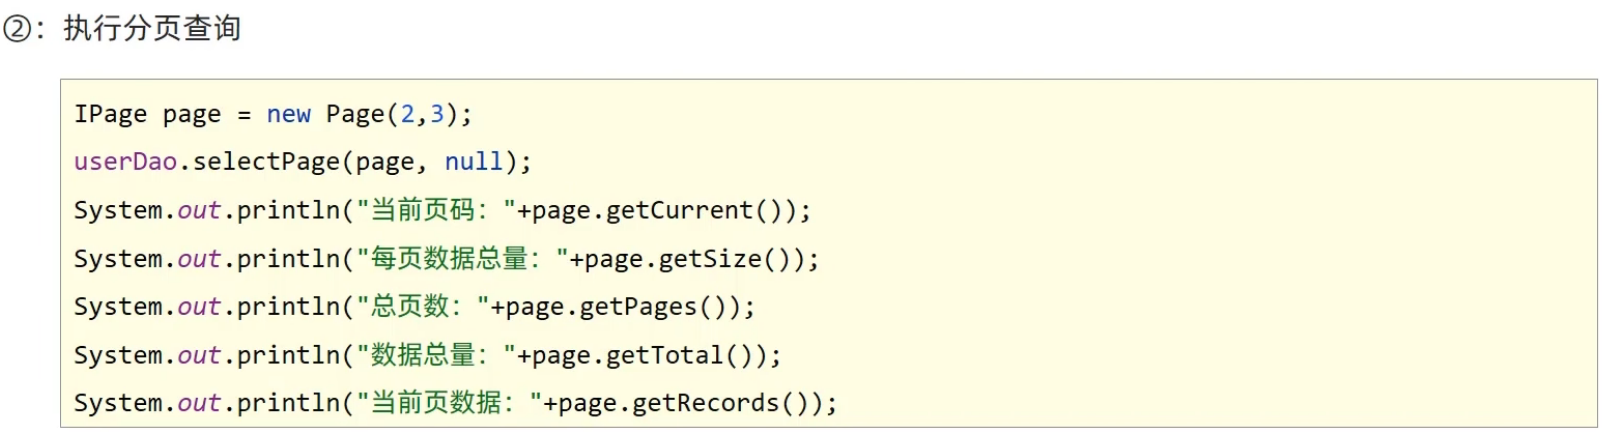 ②：执行分页查询
IPage page = new Page(2,3);
userDao.selectPage(page, null);
System.out.println("当前页码："+page.getCurrent());
System.out.println("每页数据总量："+page.getSize());
System.out.println("总页数："+page.getPages());
System.out.println("数据总量："+page.getTotal());
System.out.println("当前页数据："+page.getRecords());